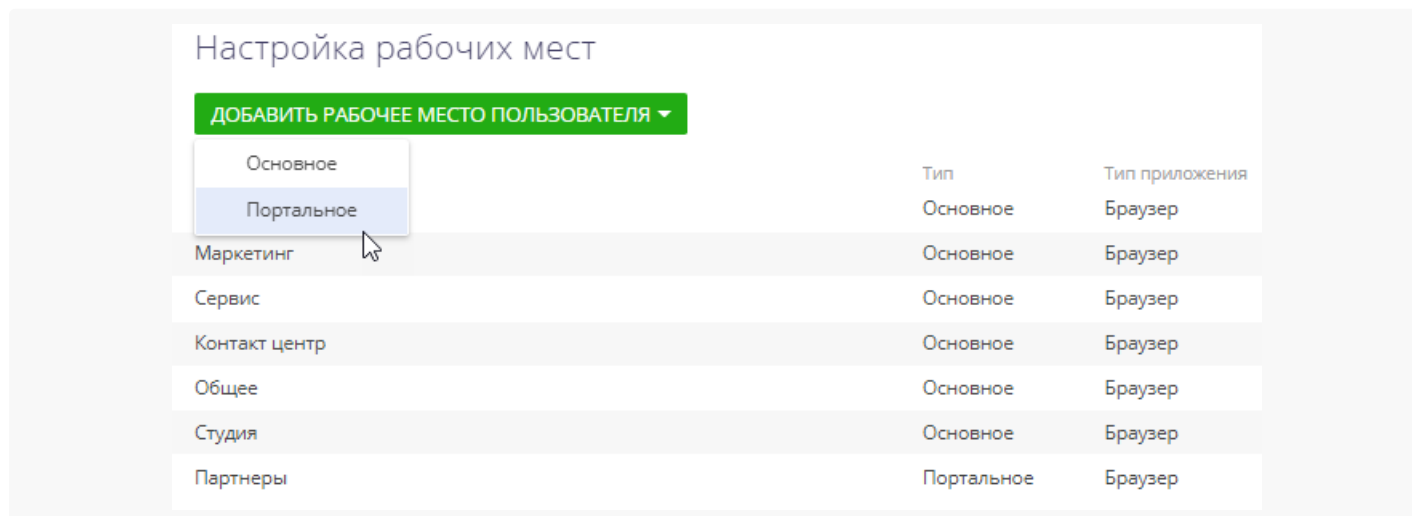 Настройка рабочих мест
ДОБАВИТЬ РАБОЧЕЕ МЕСТО ПОЛЬЗОВАТЕЛЯ
Основное
Портальное
Тип Тип приложения
Основное Браузер
Маркетинг Основное Браузер
Сервис Основное Браузер
Контакт центр Основное Браузер
Общее Основное Браузер
Студия Основное Браузер
Партнеры Портальное Браузер